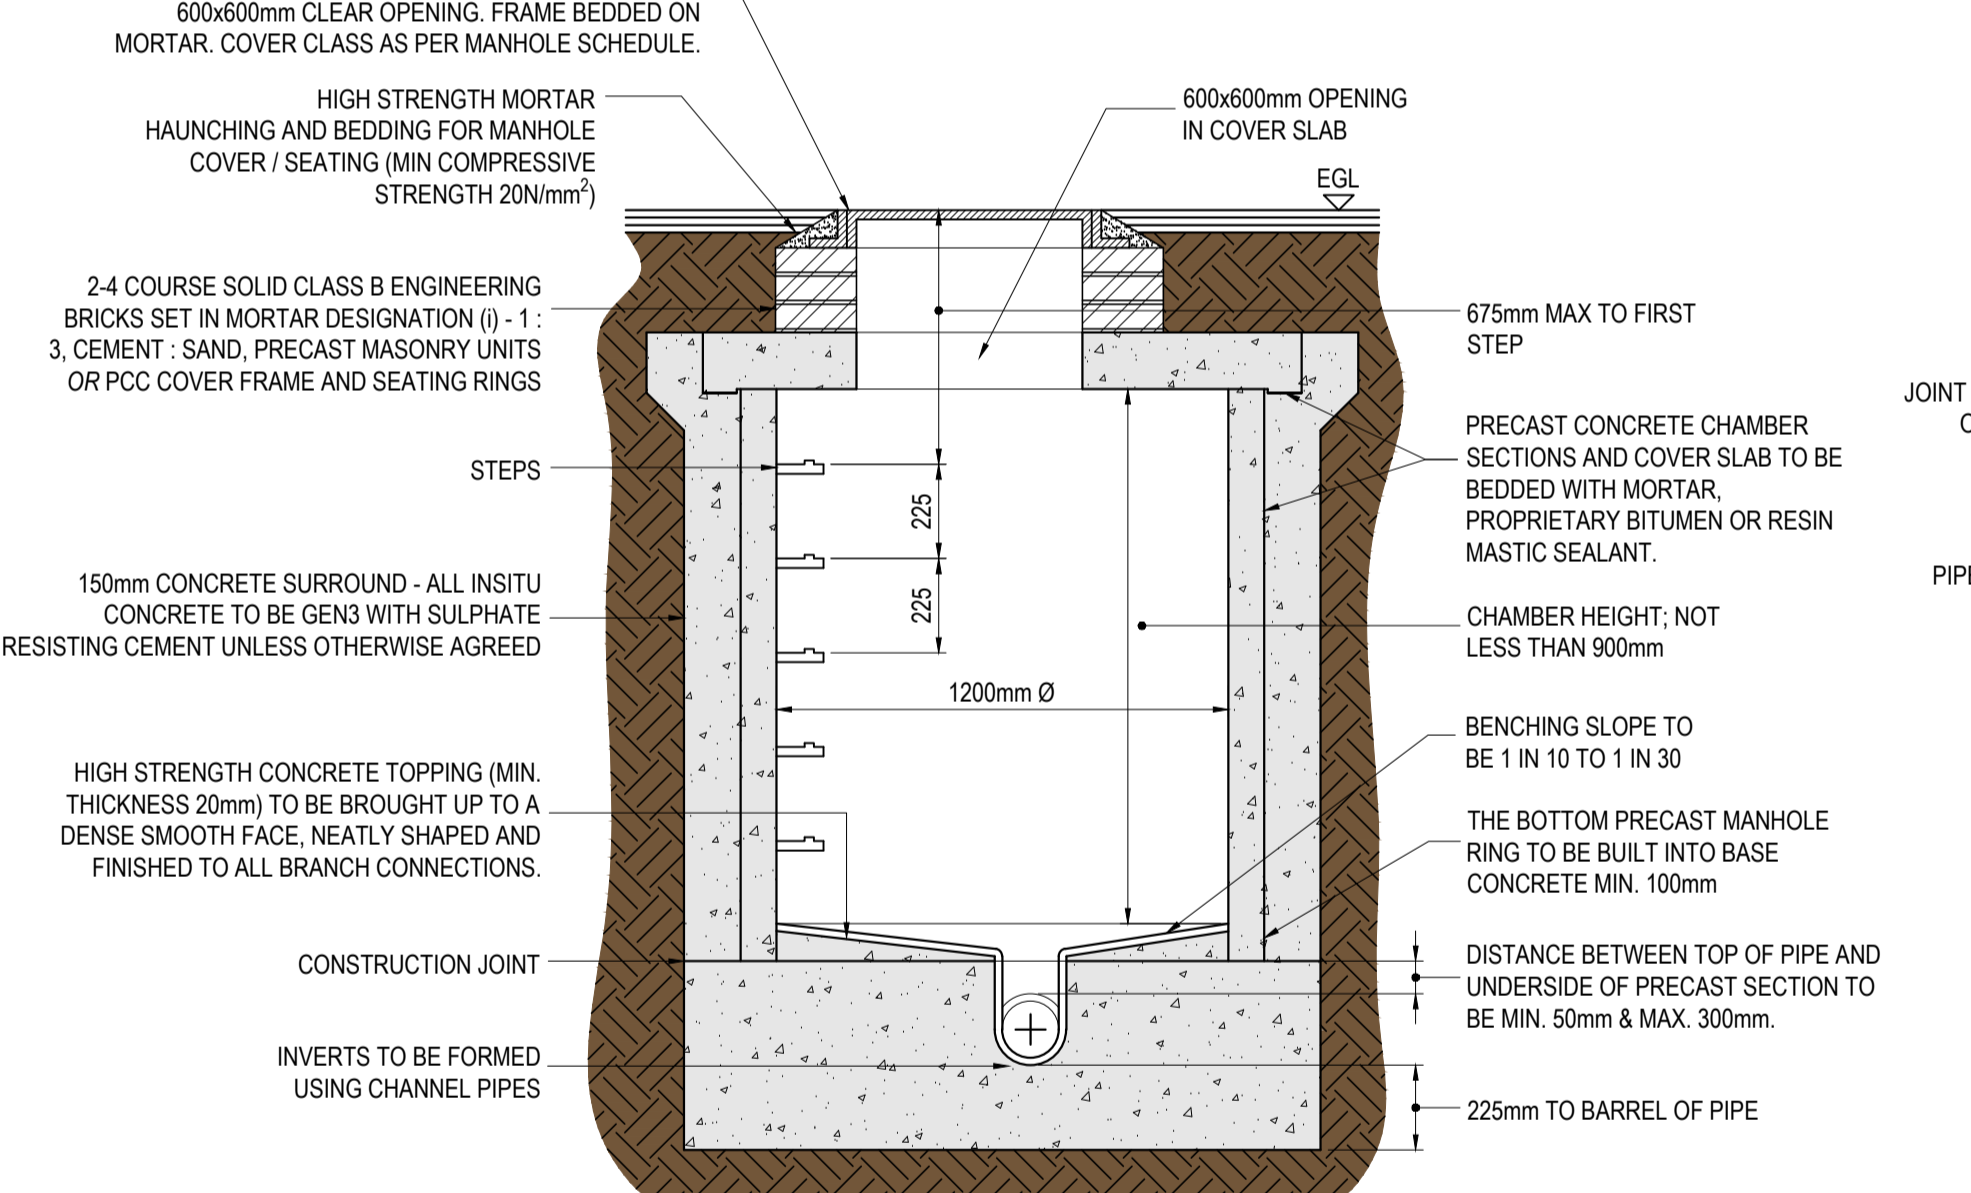 600x600mm CLEAR OPENING. FRAME BEDDED ON
MORTAR. COVER CLASS AS PER MANHOLE SCHEDULE.
HIGH STRENGTH MORTAR
HAUNCHING AND BEDDING FOR MANHOLE
COVER / SEATING (MIN COMPRESSIVE
STRENGTH 20N/mm²)
2-4 COURSE SOLID CLASS B ENGINEERING
BRICKS SET IN MORTAR DESIGNATION (i) - 1 :
3, CEMENT : SAND, PRECAST MASONRY UNITS
OR PCC COVER FRAME AND SEATING RINGS
STEPS
150mm CONCRETE SURROUND - ALL INSITU
CONCRETE TO BE GEN3 WITH SULPHATE
RESISTING CEMENT UNLESS OTHERWISE AGREED
HIGH STRENGTH CONCRETE TOPPING (MIN.
THICKNESS 20mm) TO BE BROUGHT UP TO A
DENSE SMOOTH FACE, NEATLY SHAPED AND
FINISHED TO ALL BRANCH CONNECTIONS.
CONSTRUCTION JOINT
INVERTS TO BE FORMED
USING CHANNEL PIPES
225
225
1200mm Ø
600x600mm OPENING
IN COVER SLAB
EGL
675mm MAX TO FIRST
STEP
PRECAST CONCRETE CHAMBER
SECTIONS AND COVER SLAB TO BE
BEDDED WITH MORTAR,
PROPRIETARY BITUMEN OR RESIN
MASTIC SEALANT.
CHAMBER HEIGHT; NOT
LESS THAN 900mm
BENCHING SLOPE TO
BE 1 IN 10 TO 1 IN 30
THE BOTTOM PRECAST MANHOLE
RING TO BE BUILT INTO BASE
CONCRETE MIN. 100mm
DISTANCE BETWEEN TOP OF PIPE AND
UNDERSIDE OF PRECAST SECTION TO
BE MIN. 50mm & MAX. 300mm.
225mm TO BARREL OF PIPE
JOINT